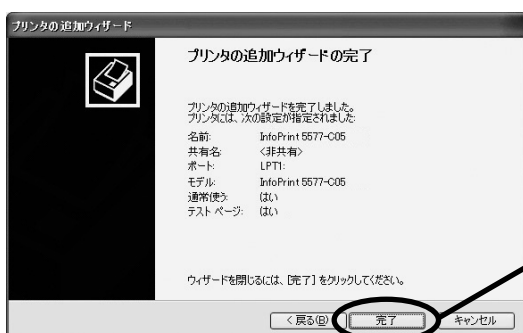 プリンタの追加ウィザード
プリンタの追加ウィザードの完了
プリンタの追加ウィザードを完了しました。
プリンタには、次の設定が指定されました:
名前: InfoPrint 5577-C05
共有名: <非共有>
ポート: LPT1:
モデル: InfoPrint 5577-C05
通常使う: はい
テスト ページ: はい
ウィザードを閉じるには、[完了] をクリックしてください。
< 戻る(B) 完了 キャンセル